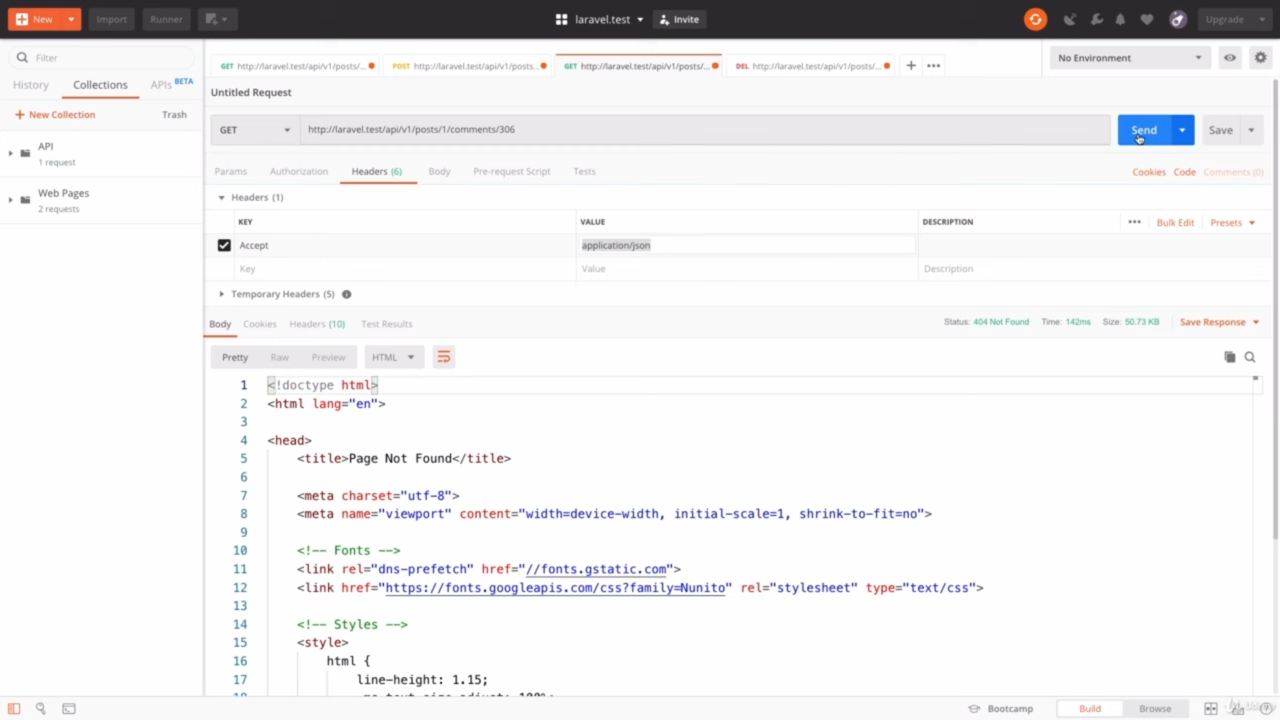 New Import Runner laravel.test Invite Upgrade
Filter
History Collections APIs BETA
New Collection Trash
API
1 request
Web Pages
2 requests
GET http://laravel.test/api/v1/posts/... POST http://laravel.test/api/v1/posts... GET http://laravel.test/api/v1/posts/... DEL http://laravel.test/api/v1/posts/... No Environment
Untitled Request
GET http://laravel.test/api/v1/posts/1/comments/306 Send Save
Params Authorization Headers (6) Body Pre-request Script Tests Cookies Code Comments (0)
Headers (1)
KEY VALUE DESCRIPTION Bulk Edit Presets
Accept application/json
Key Value Description
Temporary Headers (5)
Body Cookies Headers (10) Test Results Status: 404 Not Found Time: 142ms Size: 50.73 KB Save Response
Pretty Raw Preview HTML
1 <!doctype html>
2 <html lang="en">
3
4 <head>
5 <title>Page Not Found</title>
6
7 <meta charset="utf-8">
8 <meta name="viewport" content="width=device-width, initial-scale=1, shrink-to-fit=no">
9
10 <!-- Fonts -->
11 <link rel="dns-prefetch" href="//fonts.gstatic.com">
12 <link href="https://fonts.googleapis.com/css?family=Nunito" rel="stylesheet" type="text/css">
13
14 <!-- Styles -->
15 <style>
16 html {
17 line-height: 1.15;
Bootcamp Build Browse